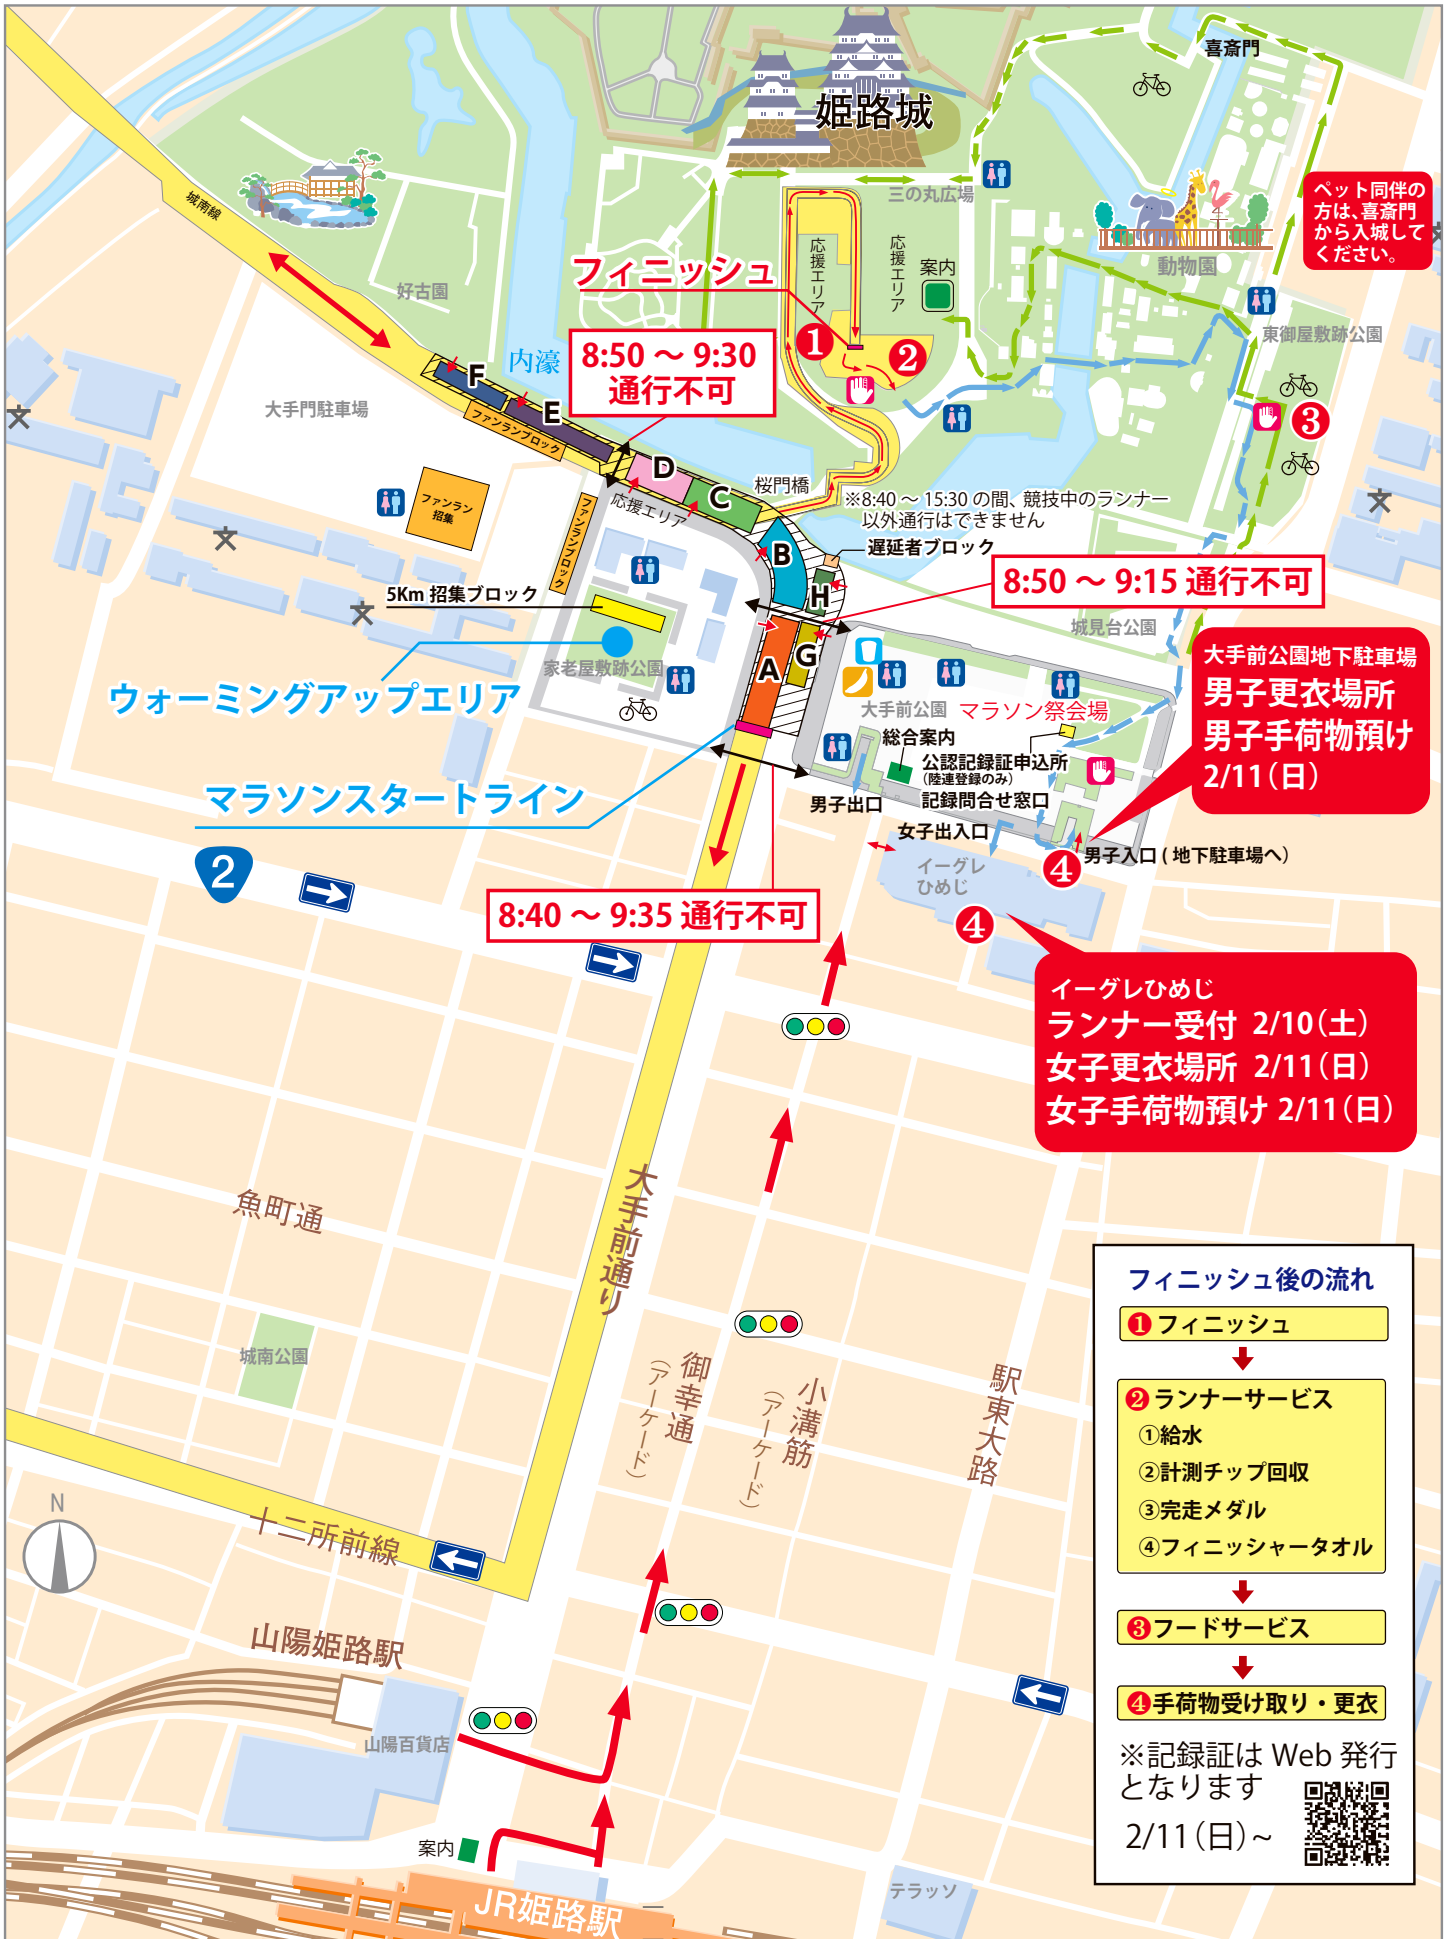 喜斎門
姫路城
ペット同伴の
方は、喜斎門
から入城して
ください。
三の丸広場
城南線
動物園
応援エリア
応援エリア
案内
フィニッシュ
好古園
1
2
東御屋敷跡公園
内濠
8:50 ～ 9:30
通行不可
F
E
大手門駐車場
ファンランブロック
3
D
C
桜門橋
ファンラン
招集
応援エリア
ファンランブロック
※8:40 ～ 15:30 の間、競技中のランナー
以外通行はできません
B
遅延者ブロック
8:50 ～ 9:15 通行不可
5Km 招集ブロック
H
城見台公園
家老屋敷跡公園
A
G
ウォーミングアップエリア
大手前公園
マラソン祭会場
大手前公園地下駐車場
男子更衣場所
男子手荷物預け
2/11（日）
総合案内
公認記録証申込所
（陸連登録のみ）
記録問合せ窓口
男子出口
マラソンスタートライン
女子出入口
男子入口 ( 地下駐車場へ）
2
イーグレ
ひめじ
4
4
8:40 ～ 9:35 通行不可
イーグレひめじ
ランナー受付 2/10（土）
女子更衣場所 2/11（日）
女子手荷物預け 2/11（日）
大手前通り
魚町通
城南公園
御幸通
（アーケード）
小溝筋
（アーケード）
駅東大路
フィニッシュ後の流れ
1 フィニッシュ
2 ランナーサービス
①給水
②計測チップ回収
③完走メダル
④フィニッシャータオル
3 フードサービス
4 手荷物受け取り・更衣
※記録証は Web 発行
となります
2/11（日）~
N
十二所前線
山陽姫路駅
山陽百貨店
案内
JR姫路駅
テラッソ